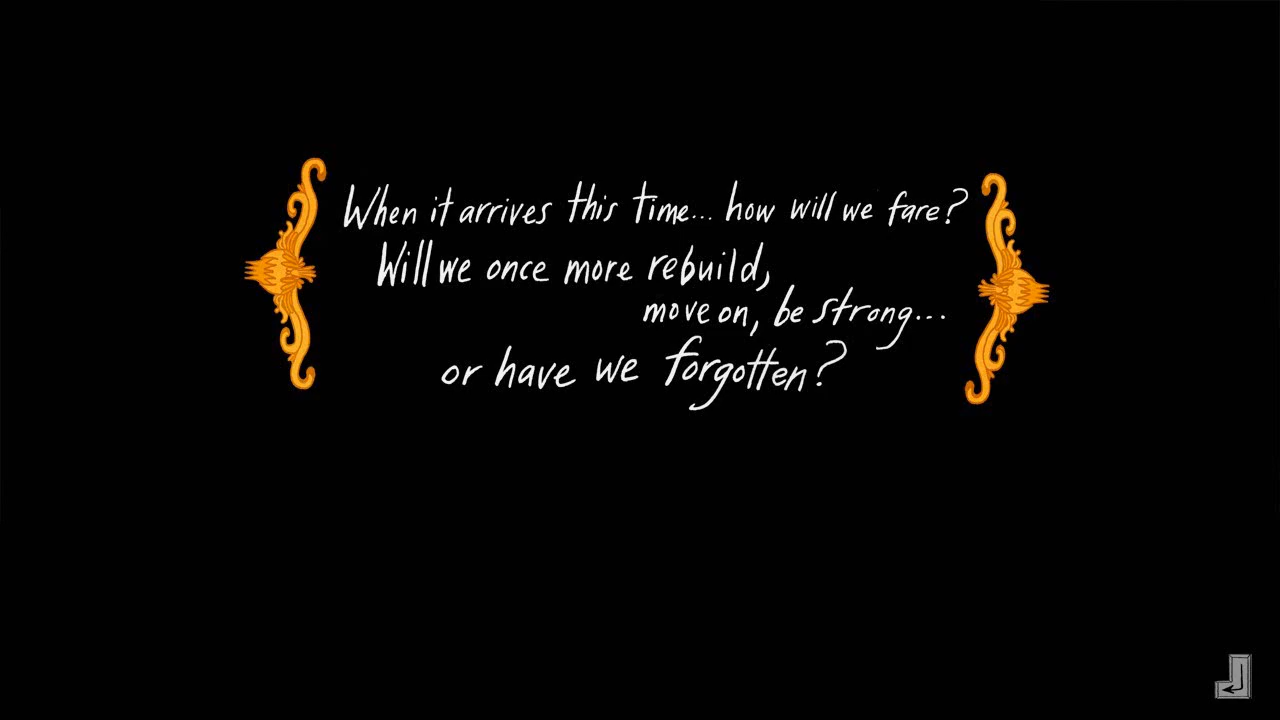 When it arrives this time... how will we fare?
Will we once more rebuild,
move on, be strong...
or have we forgotten?